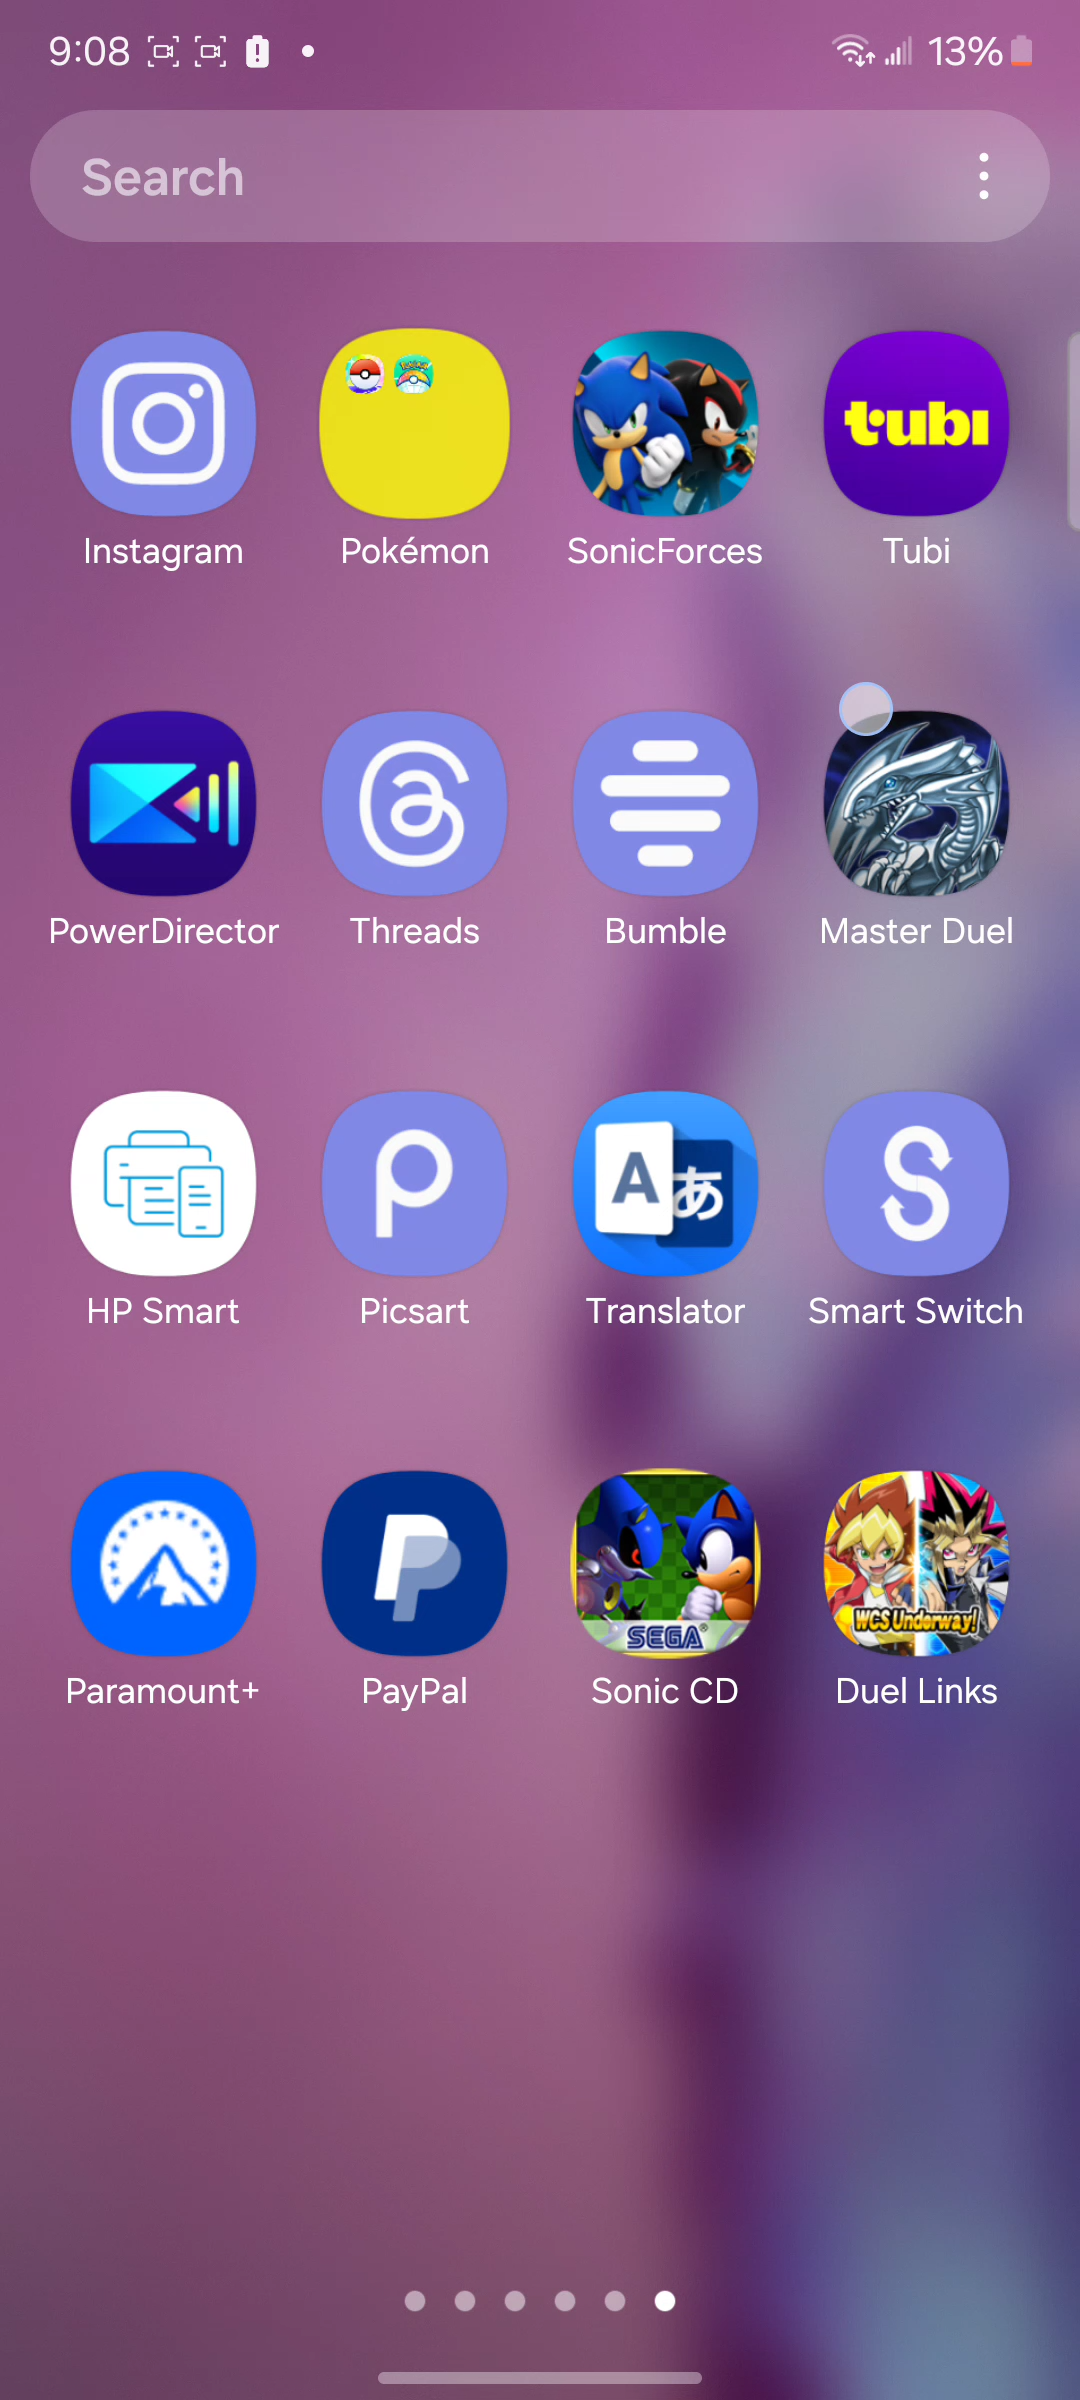 9:08 13%
Search
tubi
Instagram Pokémon SonicForces Tubi
PowerDirector Threads Bumble Master Duel
A あ
HP Smart Picsart Translator Smart Switch
SEGA®
WCS Underway!
Paramount+ PayPal Sonic CD Duel Links